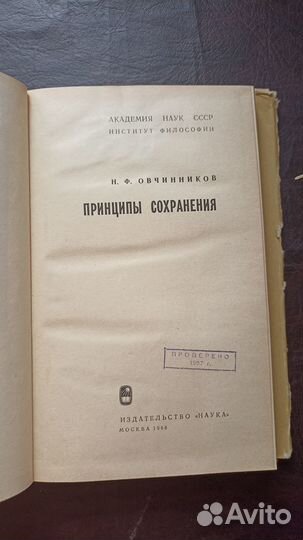 АКАДЕМИЯ НАУК СССР
ИНСТИТУТ ФИЛОСОФИИ
Н. Ф. ОВЧИННИКОВ
ПРИНЦИПЫ СОХРАНЕНИЯ
ПРОВЕРЕНО
ИЗДАТЕЛЬСТВО «НАУКА»
МОСКВА 1966
Avito